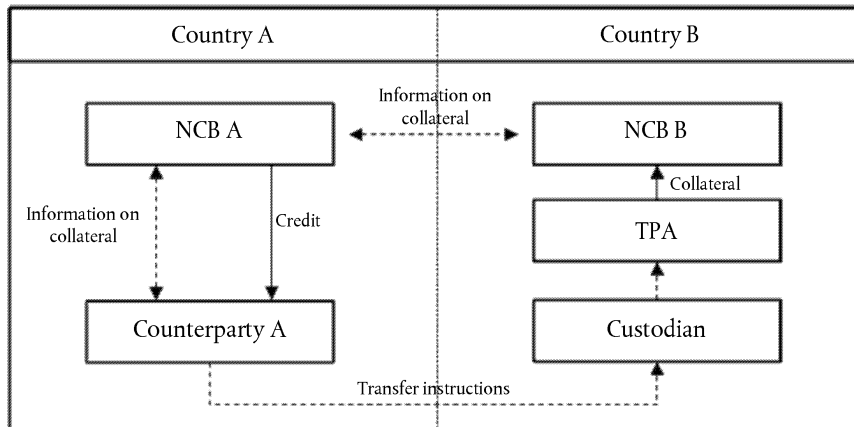 Country A
Country B
Information on
collateral
NCB A
NCB B
Collateral
Information on
collateral
Credit
TPA
Counterparty A
Custodian
Transfer instructions